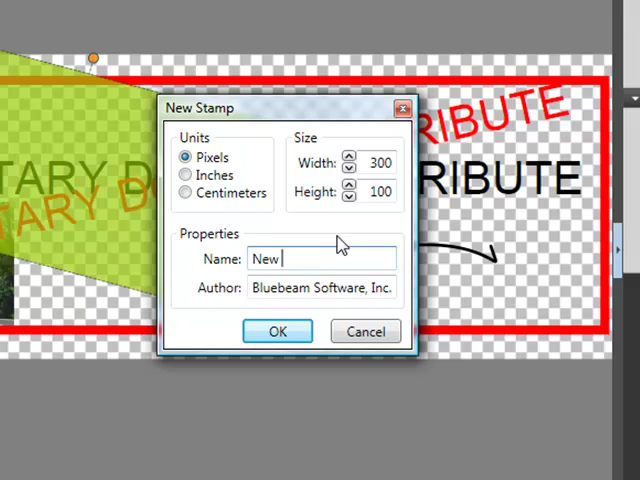 New Stamp
Units
Pixels
Inches
Centimeters
Size
Width: 300
Height: 100
Properties
Name: New
Author: Bluebeam Software, Inc.
OK Cancel
RIBUTE
TARY D
RIBUTE
TARY D